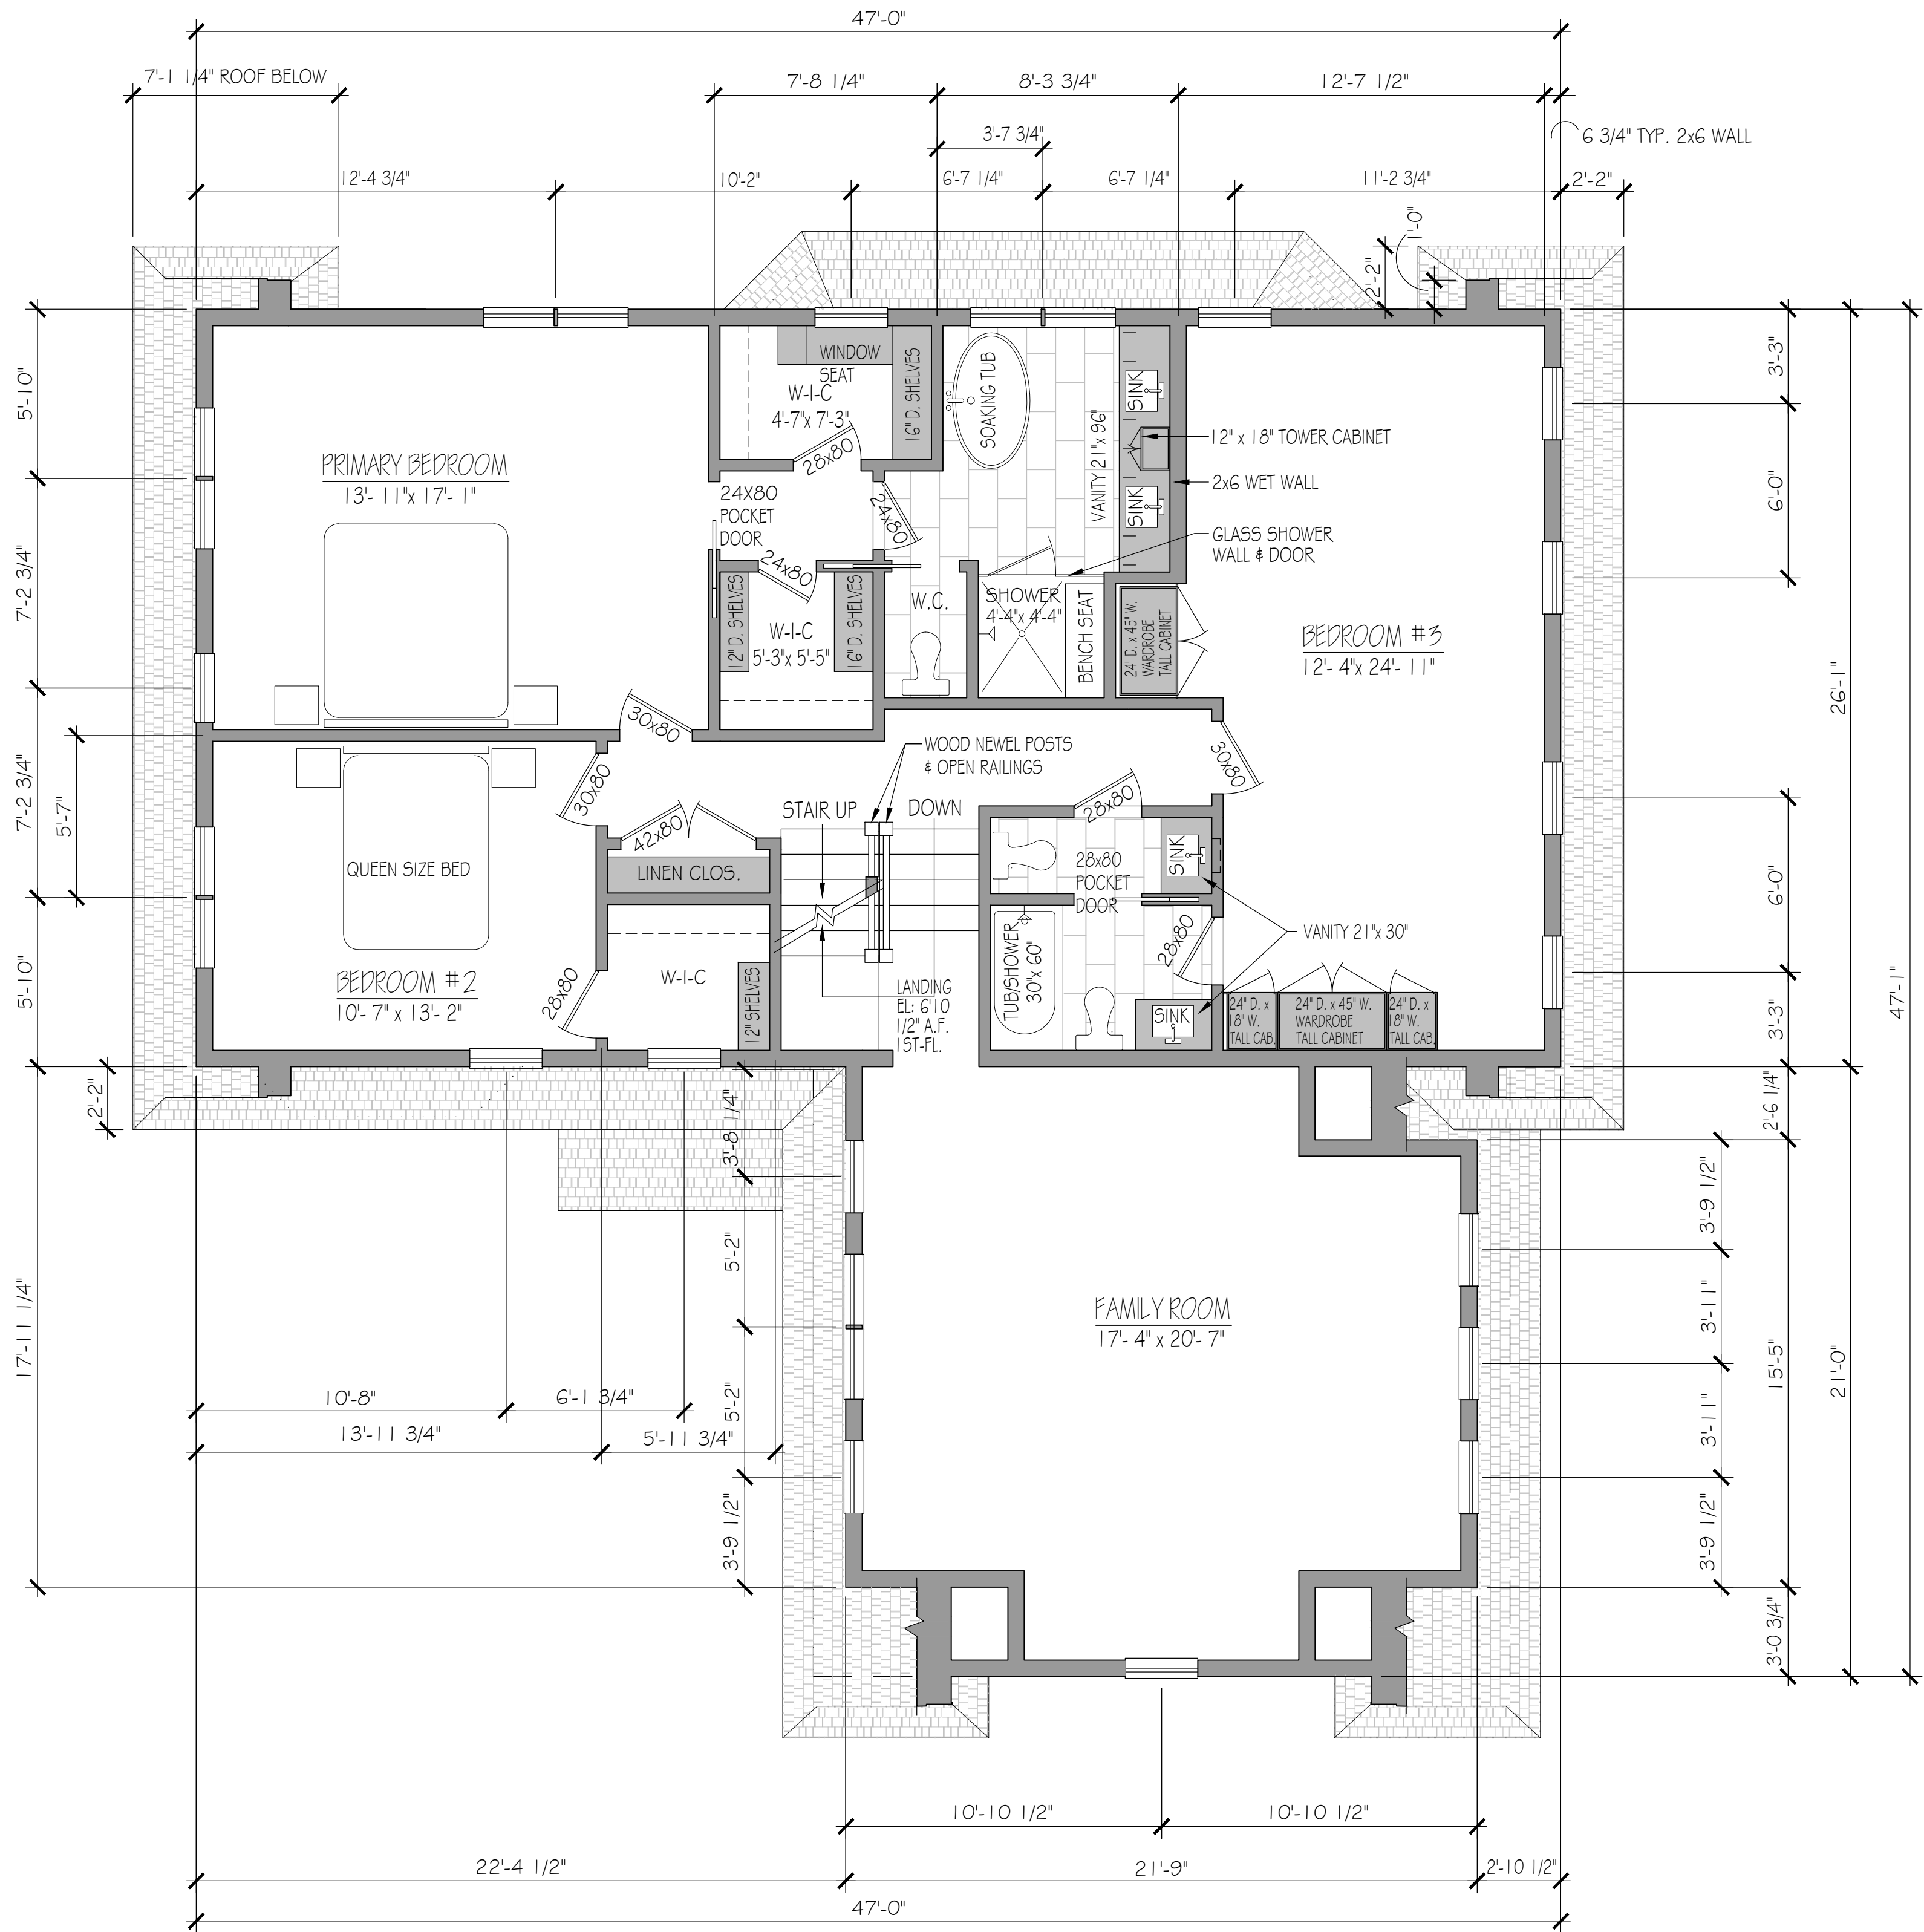 47'-0"
7'-1 1/4" ROOF BELOW
7'-8 1/4"
8'-3 3/4"
12'-7 1/2"
3'-7 3/4"
6 3/4" TYP. 2x6 WALL
12'-4 3/4"
10'-2"
6'-7 1/4"
6'-7 1/4"
11'-2 3/4"
2'-2"
1'-0"
2'-2"
5'-10"
7'-2 3/4"
7'-2 3/4"
5'-7"
5'-10"
2'-2"
17'-11 1/4"
PRIMARY BEDROOM
13'- 11"x 17'- 1"
WINDOW
SEAT
W-I-C
4'-7"x 7'-3"
16" D. SHELVES
28x80
24X80
POCKET
DOOR
24x80
24x80
12" D. SHELVES
W-I-C
5'-3"x 5'-5"
16" D. SHELVES
SOAKING TUB
VANITY 21"x 96"
SINK
SINK
12" x 18" TOWER CABINET
2x6 WET WALL
GLASS SHOWER
WALL & DOOR
W.C.
SHOWER
4'-4"x 4'-4"
BENCH SEAT
24" D. x 45" W.
WARDROBE
TALL CABINET
BEDROOM #3
12'- 4"x 24'- 11"
30x80
30x80
30x80
WOOD NEWEL POSTS
& OPEN RAILINGS
STAIR UP
DOWN
42x80
LINEN CLOS.
QUEEN SIZE BED
BEDROOM #2
10'- 7" x 13'- 2"
28x80
W-I-C
12" SHELVES
LANDING
EL: 6'10
1/2" A.F.
1ST-FL.
28x80
28x80
POCKET
DOOR
SINK
TUB/SHOWER
30"x 60"
28x80
SINK
VANITY 21"x 30"
24" D. x
18" W.
TALL CAB.
24" D. x 45" W.
WARDROBE
TALL CABINET
24" D. x
18" W.
TALL CAB.
3'-3"
6'-0"
26'-1"
6'-0"
3'-3"
47'-1"
2'-6 1/4"
3'-9 1/2"
3'-11"
15'-5"
21'-0"
3'-11"
3'-9 1/2"
3'-0 3/4"
3'-8 1/4"
5'-2"
5'-2"
3'-9 1/2"
FAMILY ROOM
17'- 4" x 20'- 7"
10'-8"
6'-1 3/4"
13'-11 3/4"
5'-11 3/4"
10'-10 1/2"
10'-10 1/2"
22'-4 1/2"
21'-9"
2'-10 1/2"
47'-0"